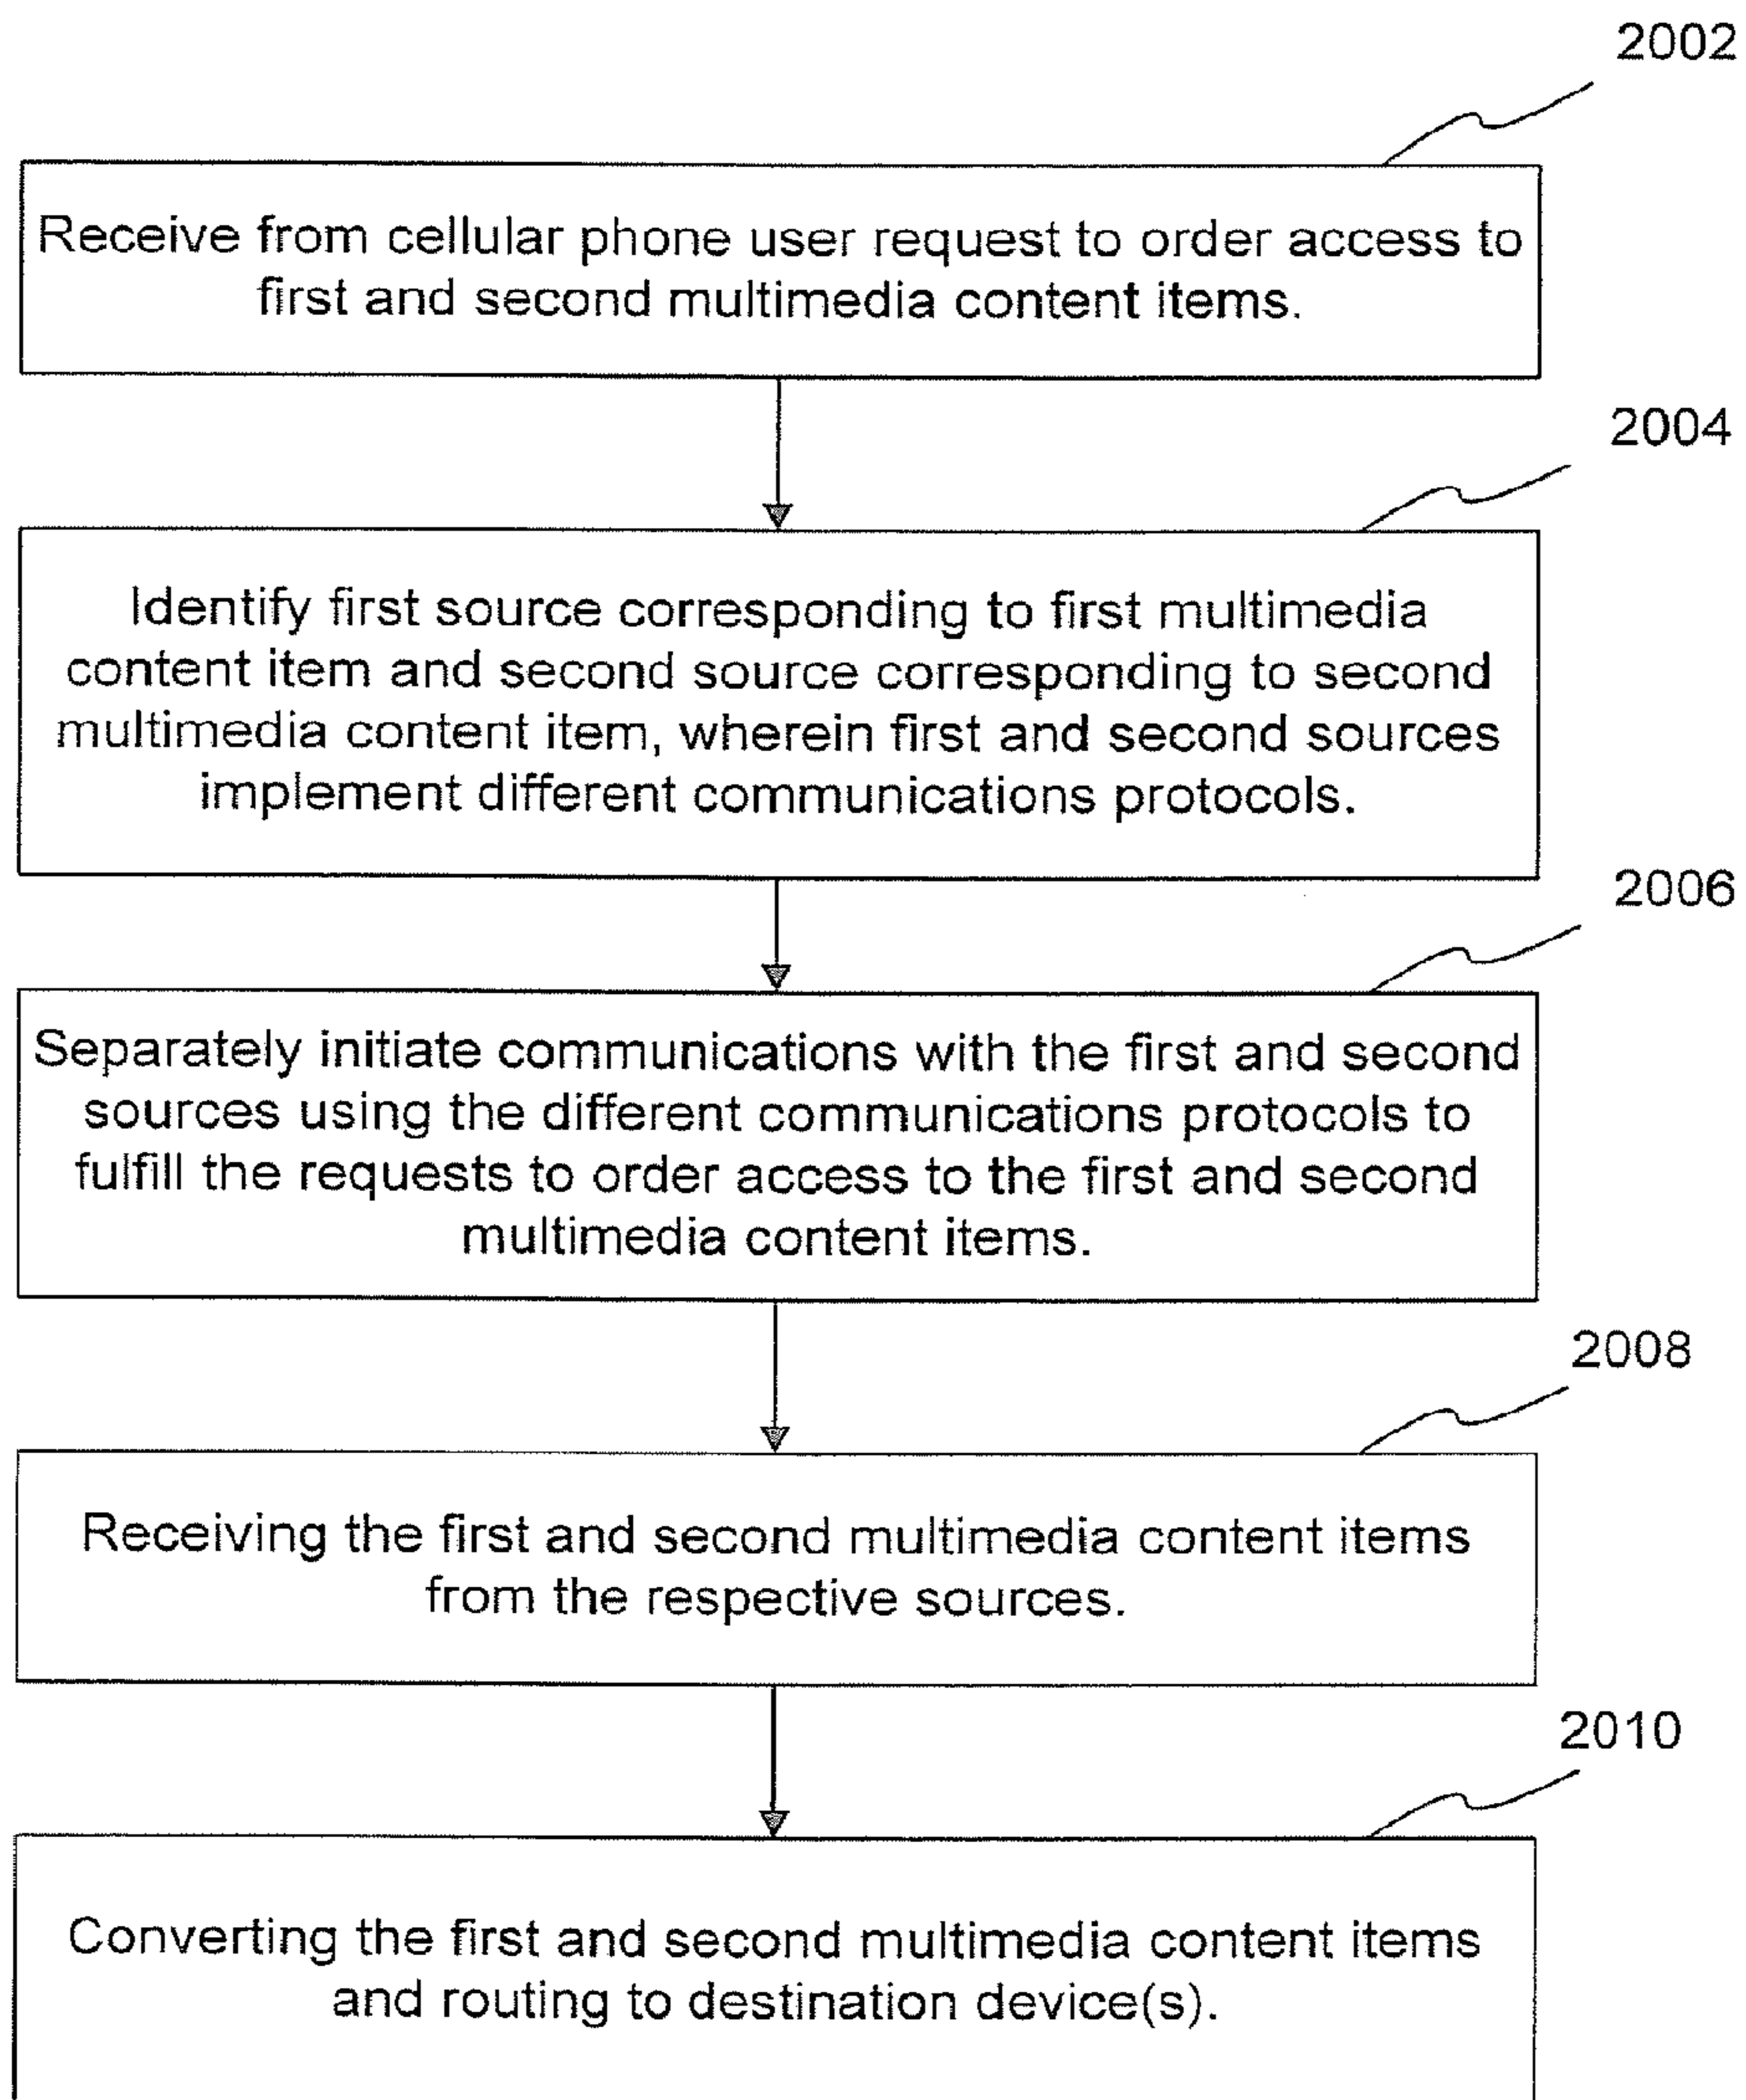 2002
Receive from cellular phone user request to order access to
first and second multimedia content items.
2004
Identify first source corresponding to first multimedia
content item and second source corresponding to second
multimedia content item, wherein first and second sources
implement different communications protocols.
2006
Separately initiate communications with the first and second
sources using the different communications protocols to
fulfill the requests to order access to the first and second
multimedia content items.
2008
Receiving the first and second multimedia content items
from the respective sources.
2010
Converting the first and second multimedia content items
and routing to destination device(s).